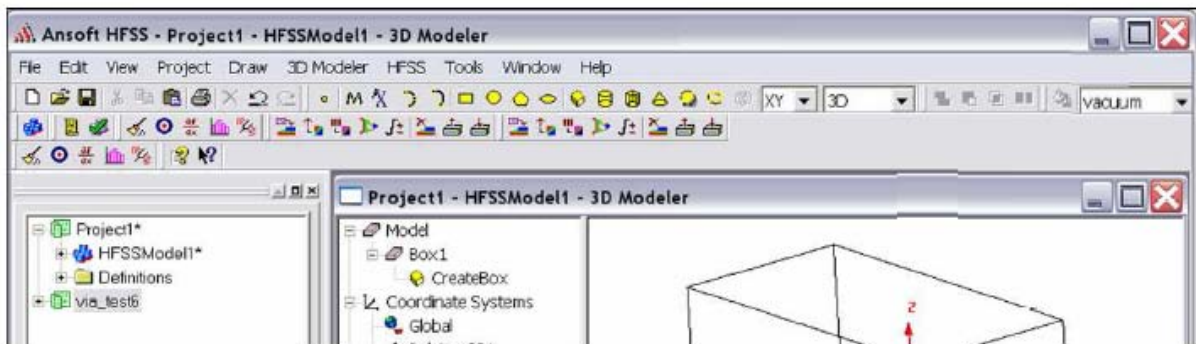 Ansoft HFSS - Project1 - HFSSModel1 - 3D Modeler
File Edit View Project Draw 3D Modeler HFSS Tools Window Help
XY 3D vacuum
Project1 - HFSSModel1 - 3D Modeler
Project1*
HFSSModel1*
Definitions
via_test6
Model
Box1
CreateBox
Coordinate Systems
Global
z